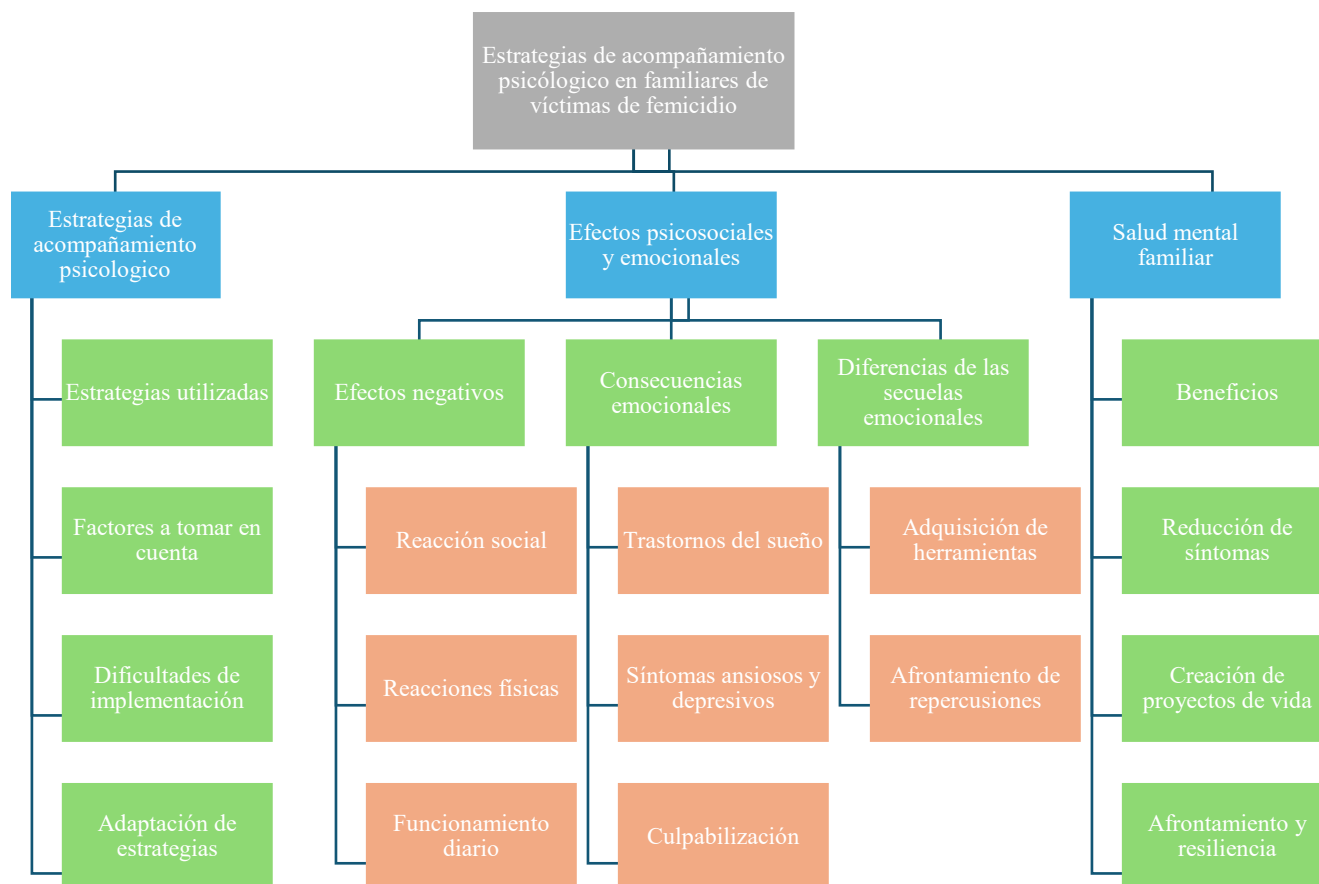 Estrategias de acompañamiento
psicólogico en familiares de
víctimas de femicidio
Estrategias de
acompañamiento
psicologico
Estrategias utilizadas
Factores a tomar en
cuenta
Dificultades de
implementación
Adaptación de
estrategias
Efectos psicosociales
y emocionales
Efectos negativos
Reacción social
Reacciones físicas
Funcionamiento
diario
Consecuencias
emocionales
Trastornos del sueño
Síntomas ansiosos y
depresivos
Culpabilización
Diferencias de las
secuelas
emocionales
Adquisición de
herramientas
Afrontamiento de
repercusiones
Salud mental
familiar
Beneficios
Reducción de
síntomas
Creación de
proyectos de vida
Afrontamiento y
resiliencia